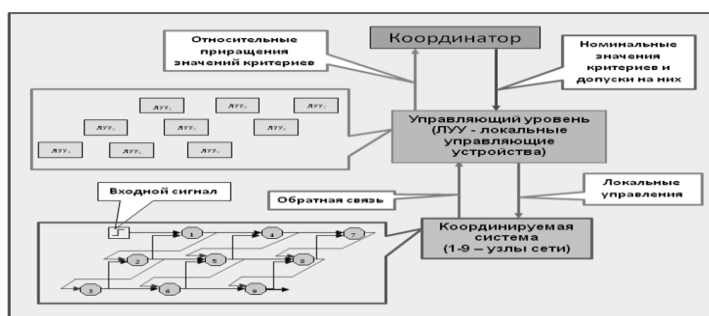 Относительные
приращения
значений критериев
Координатор
Номинальные
значения
критериев и
допуски на них
ЛУУ
ЛУУ
ЛУУ
ЛУУ
ЛУУ
ЛУУ
ЛУУ
ЛУУ
ЛУУ
Управляющий уровень
(ЛУУ - локальные
управляющие
устройства)
Входной сигнал
Обратная связь
Локальные
управления
Координируемая
система
(1-9 – узлы сети)
1
4
7
2
5
8
3
6
9